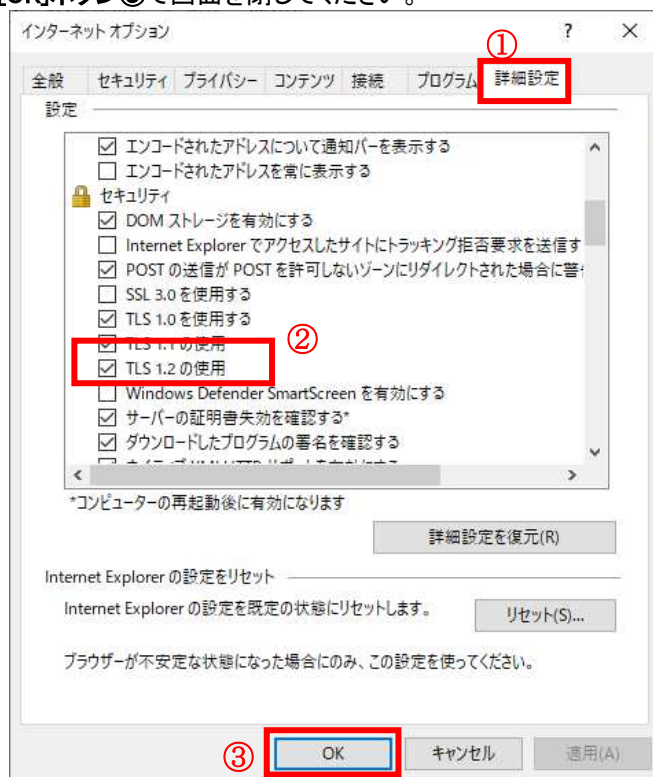 [OK]ボタン③で画面を閉じてください。
インターネット オプション ? ×
①
全般 セキュリティ プライバシー コンテンツ 接続 プログラム 詳細設定
設定
エンコードされたアドレスについて通知バーを表示する
エンコードされたアドレスを常に表示する
セキュリティ
DOM ストレージを有効にする
Internet Explorer でアクセスしたサイトにトラッキング拒否要求を送信す
POST の送信が POST を許可しないゾーンにリダイレクトされた場合に警
SSL 3.0 を使用する
TLS 1.0 を使用する
TLS 1.1 の使用
②
TLS 1.2 の使用
Windows Defender SmartScreen を有効にする
サーバーの証明書失効を確認する*
ダウンロードしたプログラムの署名を確認する
*コンピューターの再起動後に有効になります
詳細設定を復元(R)
Internet Explorer の設定をリセット
Internet Explorer の設定を既定の状態にリセットします。
リセット(S)...
ブラウザーが不安定な状態になった場合にのみ、この設定を使ってください。
③ OK キャンセル 適用(A)